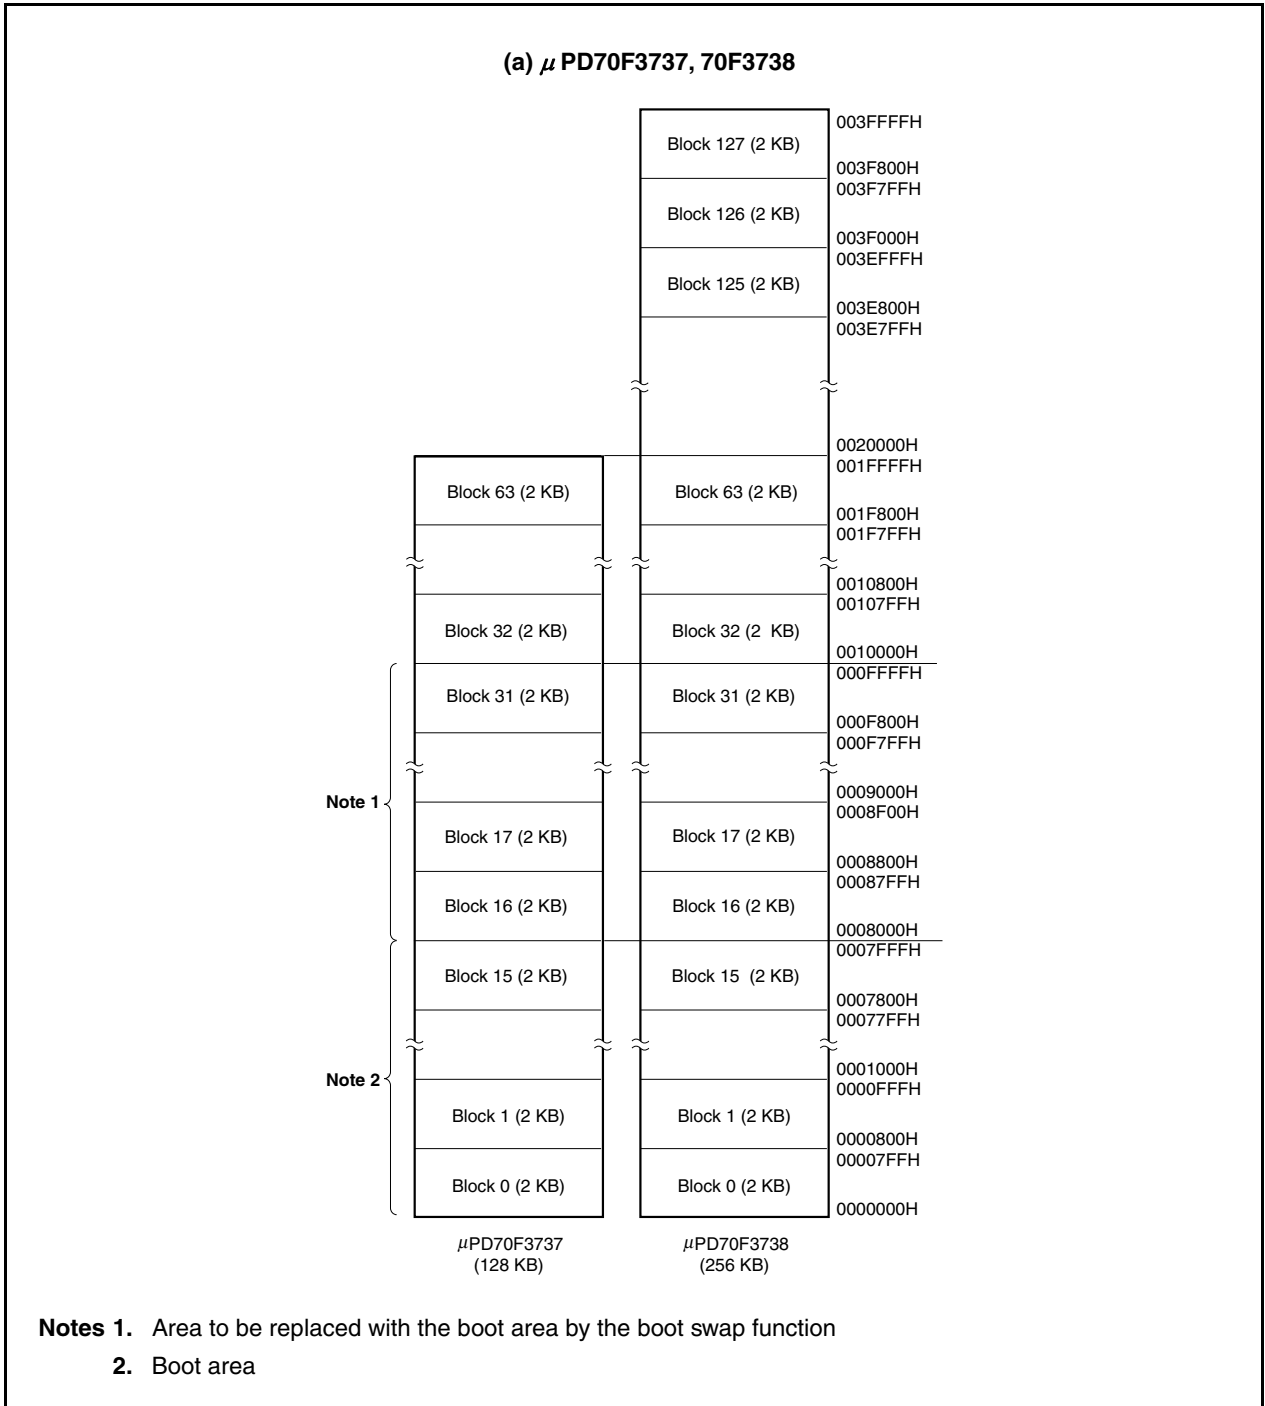 (a) μ PD70F3737, 70F3738
003FFFFH
Block 127 (2 KB)
003F800H
003F7FFH
Block 126 (2 KB)
003F000H
003EFFFH
Block 125 (2 KB)
003E800H
003E7FFH
0020000H
001FFFFH
Block 63 (2 KB) Block 63 (2 KB)
001F800H
001F7FFH
0010800H
00107FFH
Block 32 (2 KB) Block 32 (2 KB)
0010000H
000FFFFH
Block 31 (2 KB) Block 31 (2 KB)
000F800H
000F7FFH
0009000H
Note 1
0008F00H
Block 17 (2 KB) Block 17 (2 KB)
0008800H
00087FFH
Block 16 (2 KB) Block 16 (2 KB)
0008000H
0007FFFH
Block 15 (2 KB) Block 15 (2 KB)
0007800H
00077FFH
0001000H
Note 2
0000FFFH
Block 1 (2 KB) Block 1 (2 KB)
0000800H
00007FFH
Block 0 (2 KB) Block 0 (2 KB)
0000000H
μPD70F3737 μPD70F3738
(128 KB) (256 KB)
Notes 1. Area to be replaced with the boot area by the boot swap function
2. Boot area